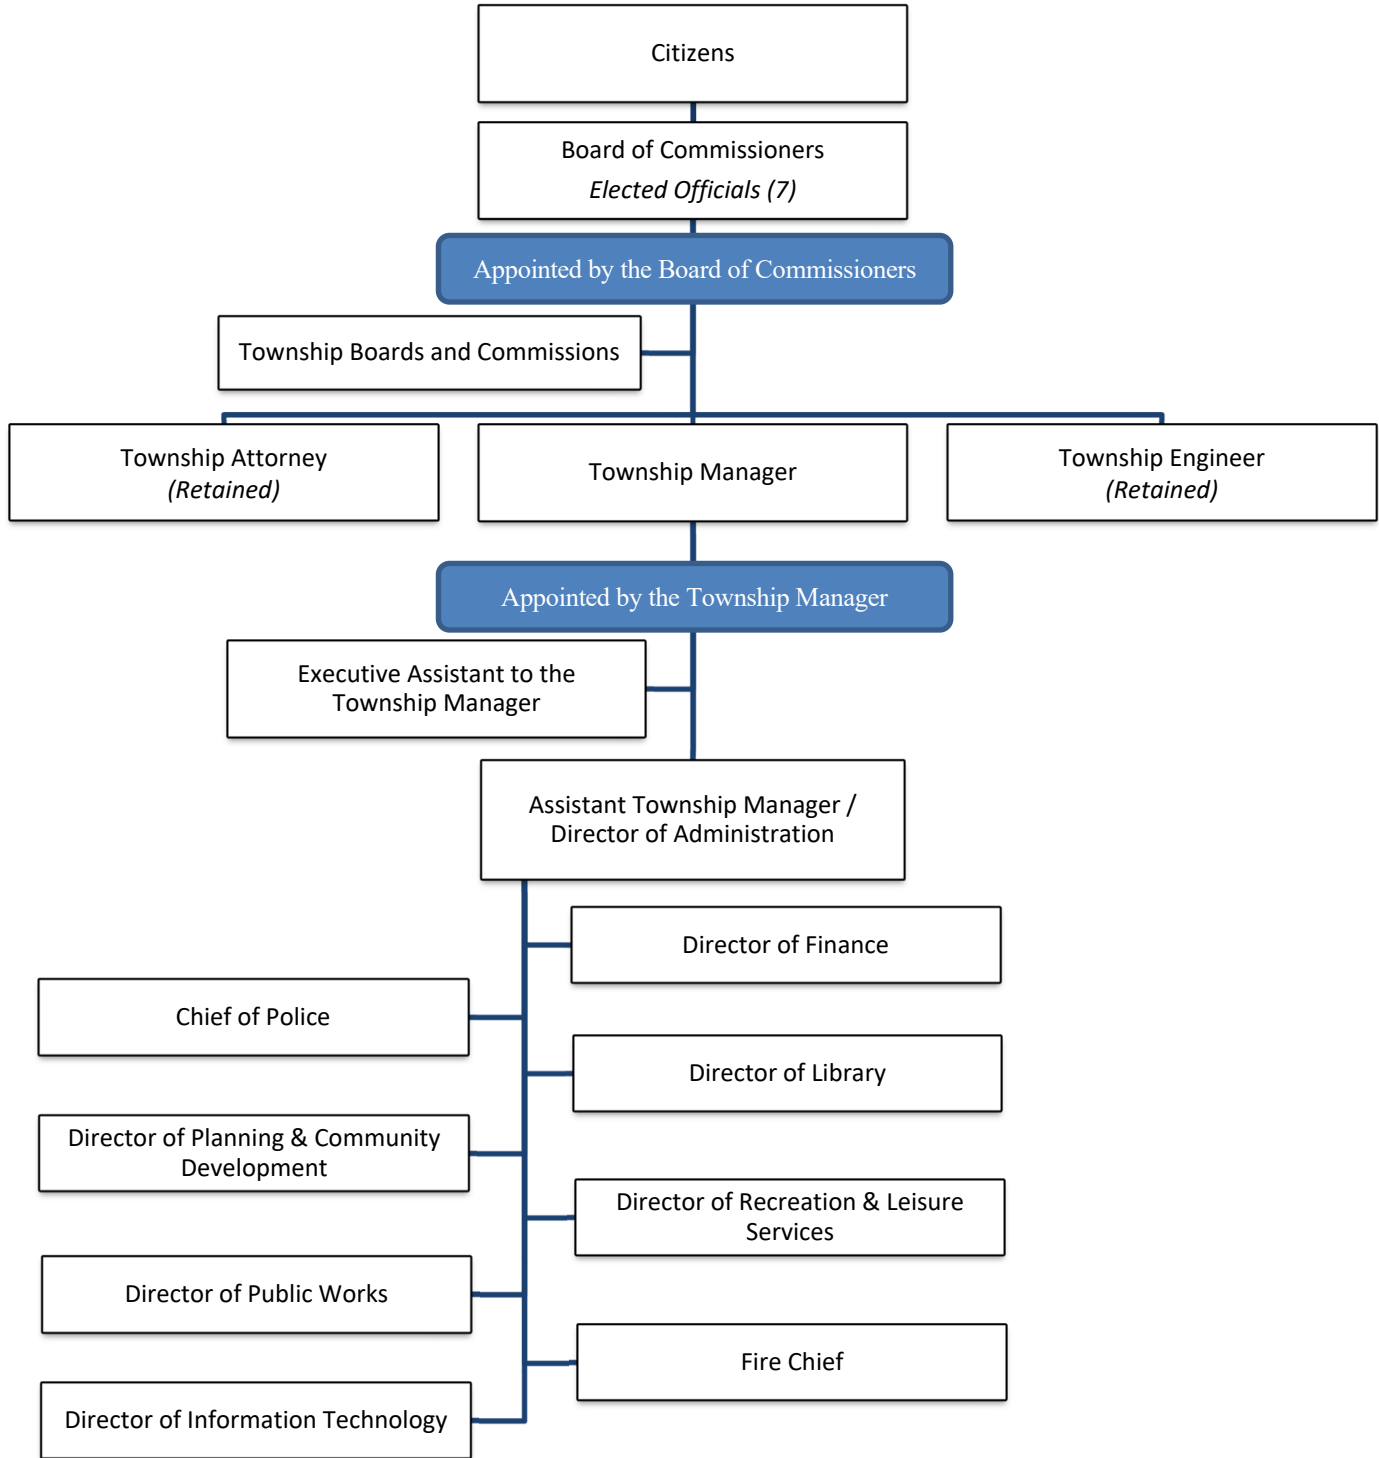 Citizens
Board of Commissioners
Elected Officials (7)
Appointed by the Board of Commissioners
Township Boards and Commissions
Township Attorney
(Retained)
Township Manager
Township Engineer
(Retained)
Appointed by the Township Manager
Executive Assistant to the
Township Manager
Assistant Township Manager /
Director of Administration
Director of Finance
Chief of Police
Director of Library
Director of Planning & Community
Development
Director of Recreation & Leisure
Services
Director of Public Works
Fire Chief
Director of Information Technology